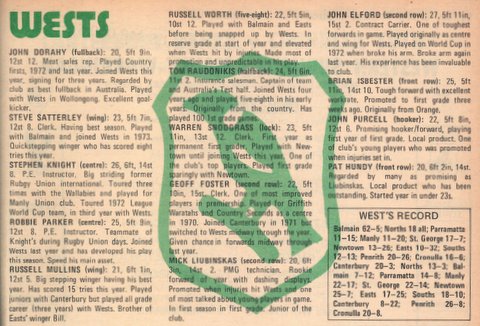 WESTS
JOHN DORAHY (fullback): 20, 5ft 9in,
12st 12. Meat sales rep. Played Country
firsts, 1972 and last year. Joined Wests this
year, signing for three years. Regarded by
club as best fullback in Australia. Played
with Wests in Wollongong. Excellent goal-
kicker.
STEVE SATTERLEY (wing): 23, 5ft 7in,
12st 8. Clerk. Having best season. Played
with Balmain and joined Wests in 1973.
Quickstepping winger who has scored eight
tries this year.
STEPHEN KNIGHT (centre): 26, 6ft, 14st
8. P.E. Instructor. Big striding former
Rubgy Union international. Toured three
times with the Wallabies and played for
Manly Union club. Toured 1972 League
World Cup team, in third year with Wests.
ROBBIE PARKER (centre): 25, 5ft 9in,
12st 8. P.E. Instructor. Teammate of
Knight's during Rugby Union days. Joined
Wests last year and has developed his play
this season. Speed his main asset.
RUSSELL MULLINS (wing): 21, 6ft 1in,
12st 5. Big stepping winger having his best
year. Has scored 15 tries this year. Played
juniors with Canterbury but played all grade
career (three years) with Wests. Brother of
Easts' winger Bill.
RUSSELL WORTH (five-eight): 22, 5ft 5in,
10st 12. Played with Balmain and Easts
before being snapped up by Wests. In
reserve grade at start of year and elevated
when Wests hit by injuries. Made most of
promotion and unpredictable in his play.
TOM RAUDONIKIS (halfback): 24, 5ft 6in,
2. Insurance salesman. Captain of team
and Australia's Test half. Joined Wests four
years and played five-eighth in his early
years. Originally from the country. Has
played 100
WARREN SNODGRASS (lock): 23, 5ft
11in, 13st 12. Clerk. First year as
permanent first Played with New-
town until joining Wests this year. One
of the club's top players. Played last grade
daringly with Newtown.
GEOFF FOSTER (second row): 22, 6ft
10in, 15st. Clerk. One of most improved
players in club. Played for Griffith,
Waratahs and Country Seconds as a centre
in 1970. Joined Canterbury in 1971 but
switched to Wests midway through the year.
Given chance in forwards midway through
last year.
MICK LIUBINSKAS (second row): 20, 6ft
3in, 2. PMG technician. Rookie
forward of year with dashing displays.
Promoted when injuries hit Wests and one
of most talked about young players in game.
In first season in first grade. Junior of the
club.
JOHN ELFORD (second row): 27, 5ft 11in,
15st 2. Contract Carrier. One of toughest
forwards in game. Played originally as centre
and wing for Wests. Played on World Cup in
1972 when broke his arm. Broke arm again
last year. His experience has been invaluable
BRIAN ISBESTER (front row): 25, 5ft
11in, 14st 10. Tough forward with excellent
cover. Promoted to first grade three
years ago. Originally from Orange.
JOHN PURCELL (hooker): 22, 5ft 8in,
12st 6. Promising hooker/forward, playing
first year of first grade. Local product. One
of club's young players who was promoted
when injuries set in.
PAT HUNDY (front row): 20, 6ft 2in, 14st.
Regarded by many as promising as
Liubinskas. Local product who has been
outstanding. Started year in under 23s.
WEST'S RECORD
Balmain 62—5; Norths 18 all; Parramatta
11—15; Manly 11—20; St. George 17—7;
Newtown 13—26; Easts 10—32; Souths
12—13; Penrith 20—26; Cronulla 16—6;
Canterbury 20—3; Norths 13—3; Bal-
main 7—12; Parramatta 14—8; Manly
22—17; St. George 22—14; Newtown
25—7; Easts 17—25; Souths 18—10;
Canterbury 8—22; Penrith 26—8;
Cronulla 20—8.